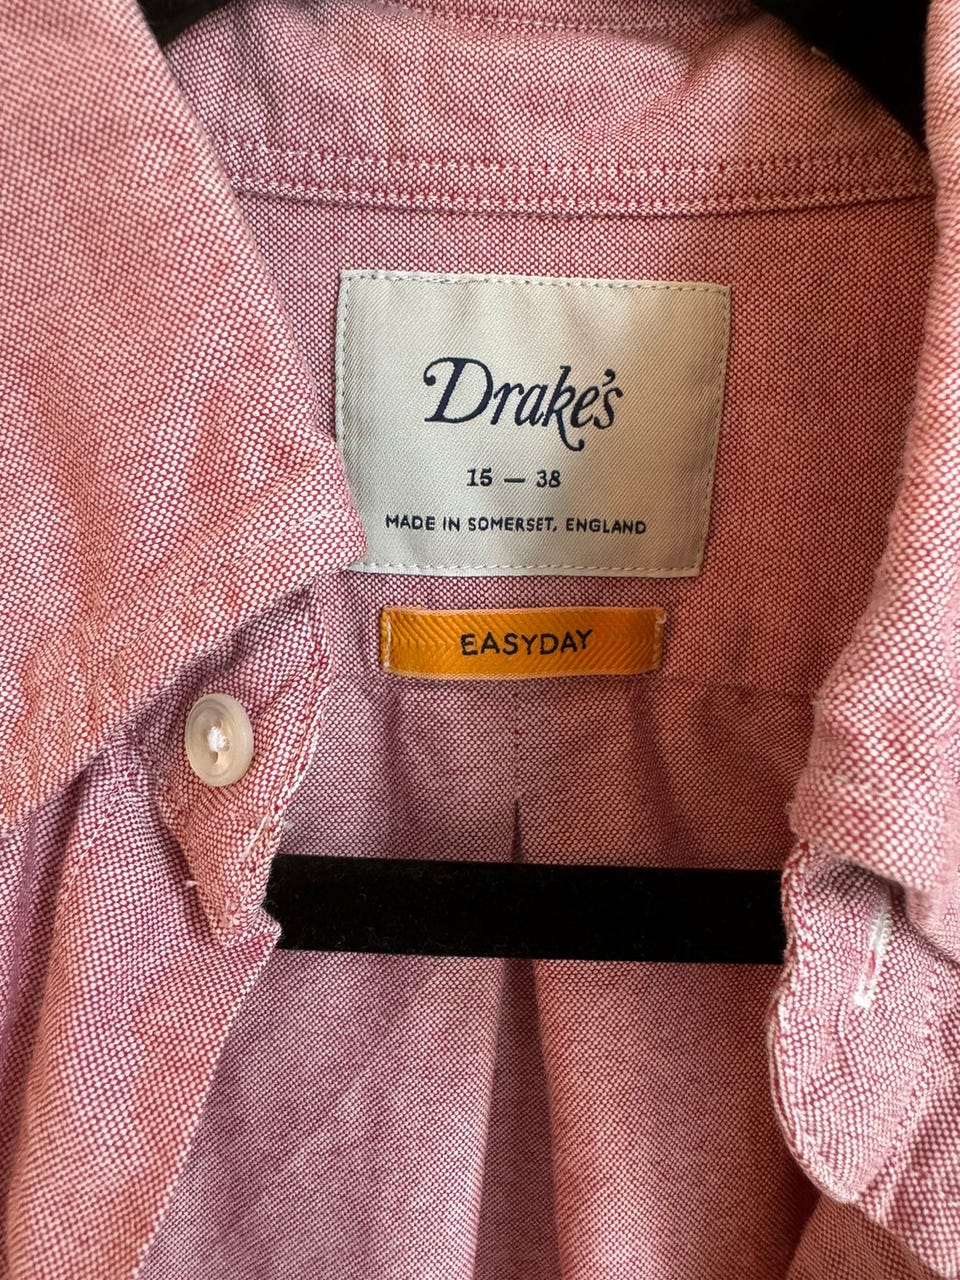 Drake's
15 — 38
MADE IN SOMERSET, ENGLAND
EASYDAY